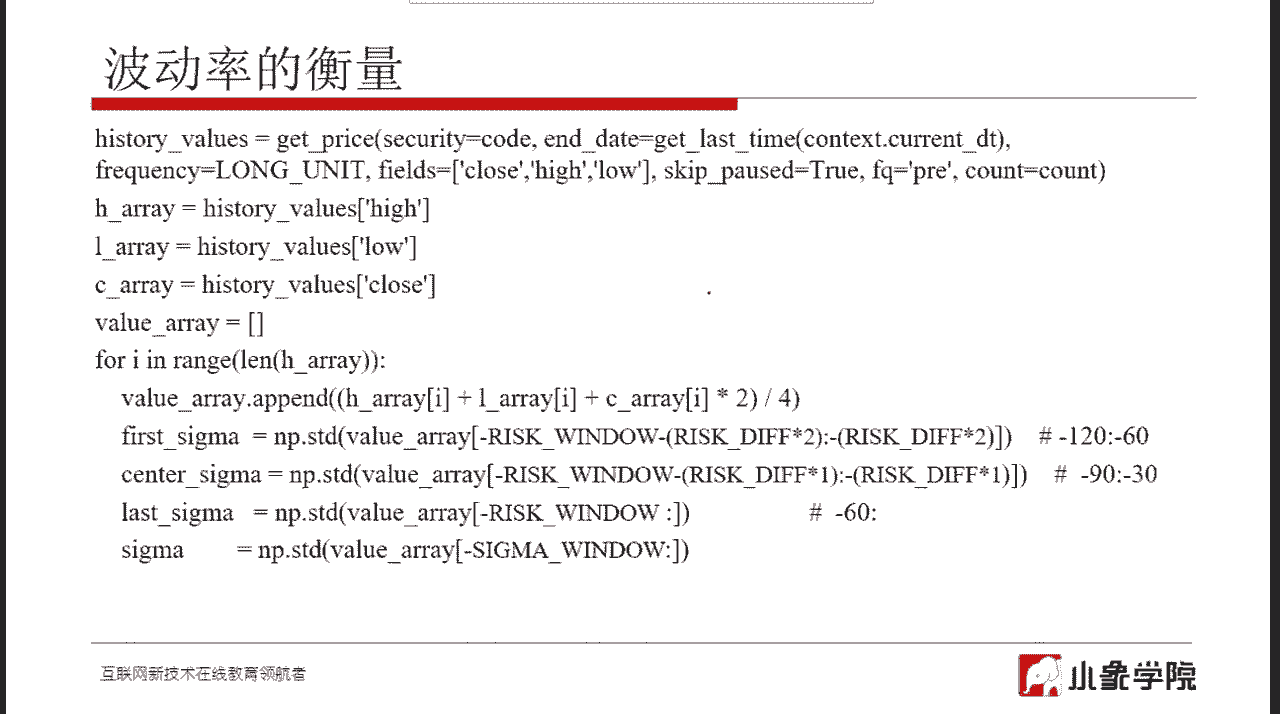 波动率的衡量
history_values = get_price(security=code, end_date=get_last_time(context.current_dt),
frequency=LONG_UNIT, fields=['close','high','low'], skip_paused=True, fq='pre', count=count)
h_array = history_values['high']
l_array = history_values['low']
c_array = history_values['close']
value_array = []
for i in range(len(h_array)):
value_array.append((h_array[i] + l_array[i] + c_array[i] * 2) / 4)
first_sigma = np.std(value_array[-RISK_WINDOW-(RISK_DIFF*2):-(RISK_DIFF*2)]) # -120:-60
center_sigma = np.std(value_array[-RISK_WINDOW-(RISK_DIFF*1):-(RISK_DIFF*1)]) # -90:-30
last_sigma = np.std(value_array[-RISK_WINDOW :]) # -60:
sigma = np.std(value_array[-SIGMA_WINDOW:])
互联网新技术在线教育领航者
小象学院